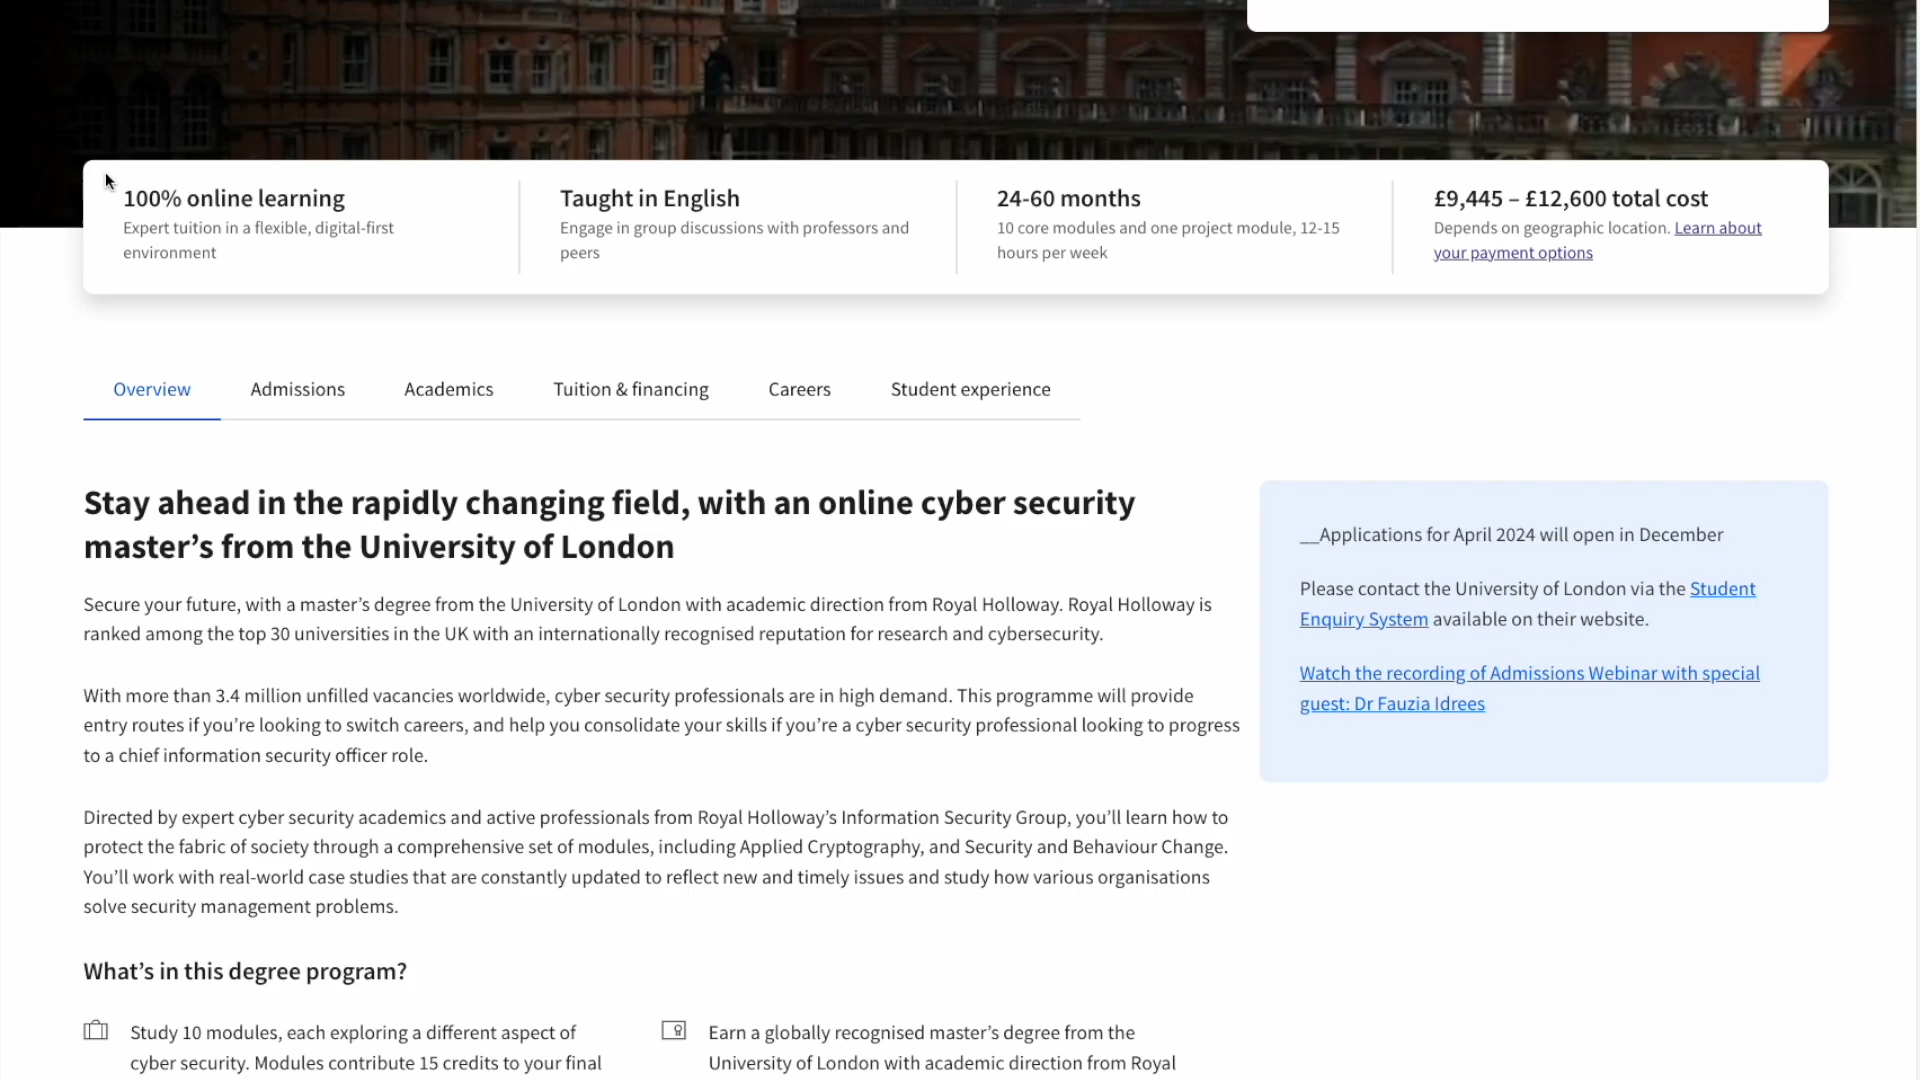 100% online learning
Expert tuition in a flexible, digital-first
environment
Taught in English
Engage in group discussions with professors and
peers
24-60 months
10 core modules and one project module, 12-15
hours per week
£9,445 – £12,600 total cost
Depends on geographic location. Learn about
your payment options
Overview
Admissions
Academics
Tuition & financing
Careers
Student experience
Stay ahead in the rapidly changing field, with an online cyber security
master’s from the University of London
Secure your future, with a master’s degree from the University of London with academic direction from Royal Holloway. Royal Holloway is
ranked among the top 30 universities in the UK with an internationally recognised reputation for research and cybersecurity.
With more than 3.4 million unfilled vacancies worldwide, cyber security professionals are in high demand. This programme will provide
entry routes if you’re looking to switch careers, and help you consolidate your skills if you’re a cyber security professional looking to progress
to a chief information security officer role.
Directed by expert cyber security academics and active professionals from Royal Holloway’s Information Security Group, you’ll learn how to
protect the fabric of society through a comprehensive set of modules, including Applied Cryptography, and Security and Behaviour Change.
You’ll work with real-world case studies that are constantly updated to reflect new and timely issues and study how various organisations
solve security management problems.
__Applications for April 2024 will open in December
Please contact the University of London via the Student
Enquiry System available on their website.
Watch the recording of Admissions Webinar with special
guest: Dr Fauzia Idrees
What’s in this degree program?
Study 10 modules, each exploring a different aspect of
cyber security. Modules contribute 15 credits to your final
Earn a globally recognised master’s degree from the
University of London with academic direction from Royal